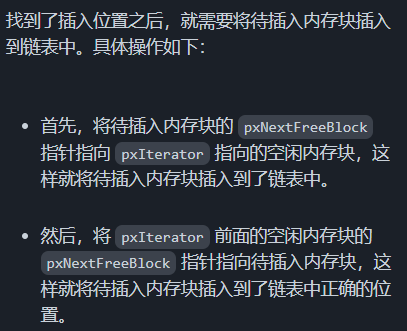 找到了插入位置之后，就需要将待插入内存块插入
到链表中。具体操作如下：
首先，将待插入内存块的 pxNextFreeBlock
指针指向 pxIterator 指向的空闲内存块，这
样就将待插入内存块插入到了链表中。
然后，将 pxIterator 前面的空闲内存块的
pxNextFreeBlock 指针指向待插入内存块，这
样就将待插入内存块插入到了链表中正确的位
置。